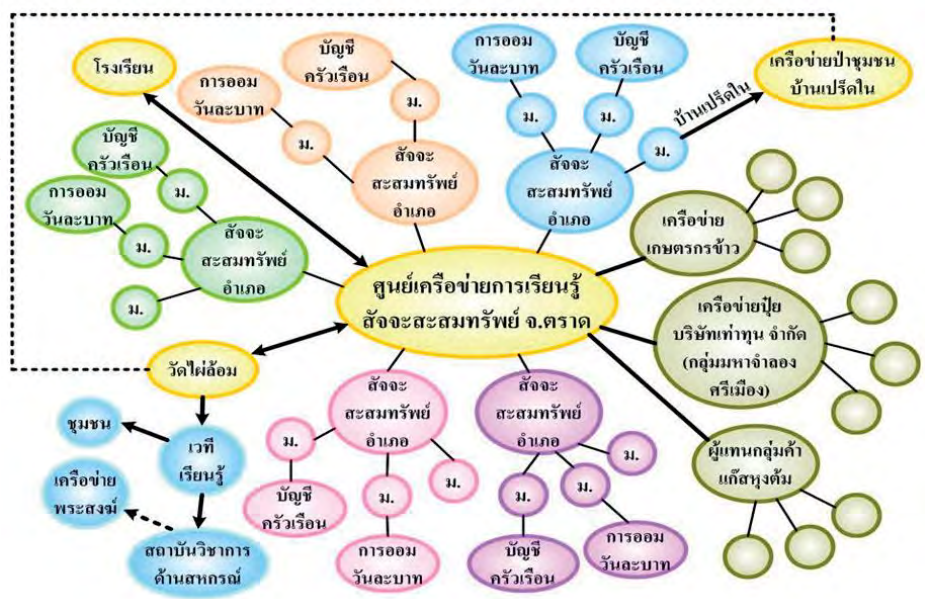 โรงเรียน
บัญชี
ครัวเรือน
การออม
วันละบาท
ม.
ม.
สัจจะ
สะสมทรัพย์
อำเภอ
การออม
วันละบาท
บัญชี
ครัวเรือน
ม.
ม.
ม.
บ้านเปร็ดใน
สัจจะ
สะสมทรัพย์
อำเภอ
เครือข่ายป่าชุมชน
บ้านเปร็ดใน
บัญชี
ครัวเรือน
การออม
วันละบาท
ม.
ม.
ม.
สัจจะ
สะสมทรัพย์
อำเภอ
เครือข่าย
เกษตรกรข้าว
ศูนย์เครือข่ายการเรียนรู้
สัจจะสะสมทรัพย์ จ.ตราด
เครือข่ายปุ๋ย
บริษัทเท่าทุน จำกัด
(กลุ่มมหาจำลอง
ศรีเมือง)
วัดไผ่ล้อม
ชุมชน
เวที
เรียนรู้
เครือข่าย
พระสงฆ์
สถาบันวิชาการ
ด้านสหกรณ์
สัจจะ
สะสมทรัพย์
อำเภอ
ม.
ม.
ม.
บัญชี
ครัวเรือน
การออม
วันละบาท
สัจจะ
สะสมทรัพย์
อำเภอ
ม.
ม.
ม.
บัญชี
ครัวเรือน
การออม
วันละบาท
ผู้แทนกลุ่มค้า
แก๊สหุงต้ม